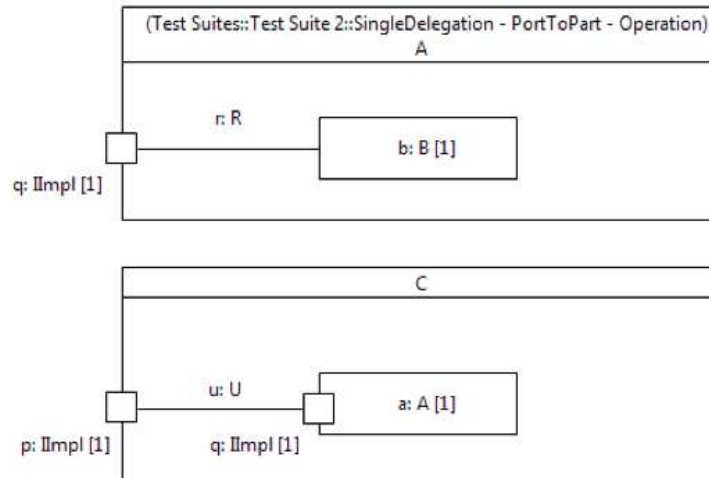 (Test Suites::Test Suite 2::SingleDelegation - PortToPart - Operation)
A
r: R
b: B [1]
q: IImpl [1]
C
u: U
a: A [1]
p: IImpl [1]
q: IImpl [1]